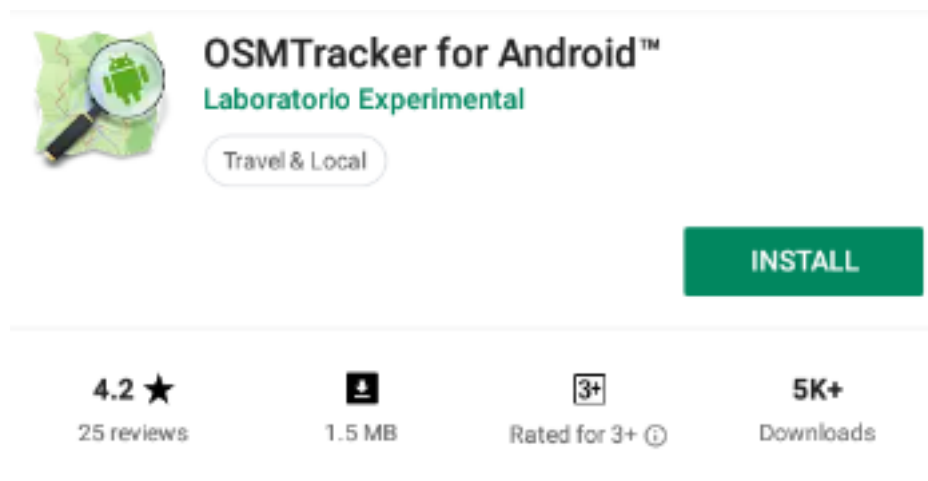 OSMTracker for Android™
Laboratorio Experimental
Travel & Local
INSTALL
4.2 ★
25 reviews
1.5 MB
3+
Rated for 3+
5K+
Downloads